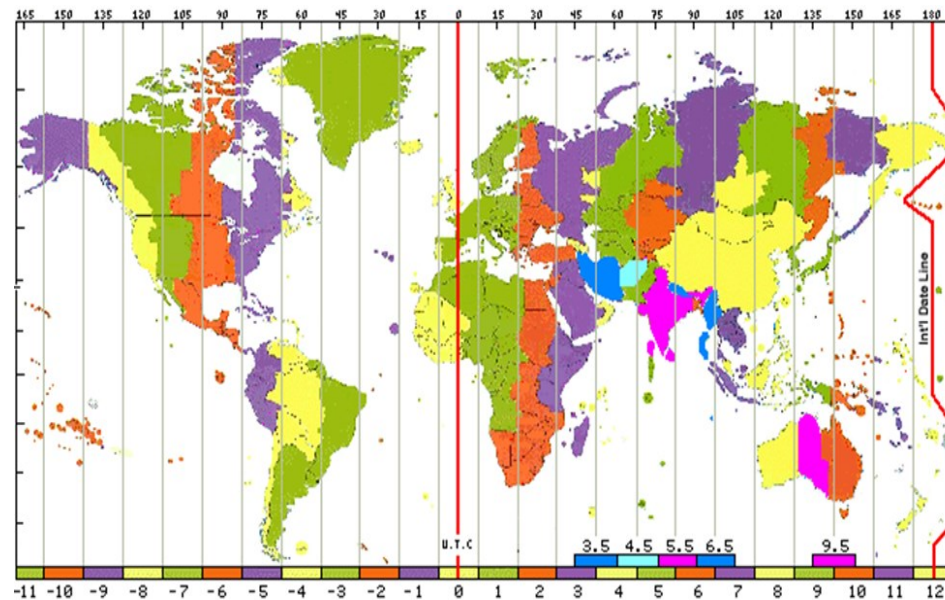 165 150 135 120 105 90 75 60 45 30 15 0 15 30 45 60 75 90 105 120 135 150 165 180
Int'l Date Line
U.T.C
3.5 4.5 5.5 6.5 9.5
-11 -10 -9 -8 -7 -6 -5 -4 -3 -2 -1 0 1 2 3 4 5 6 7 8 9 10 11 12